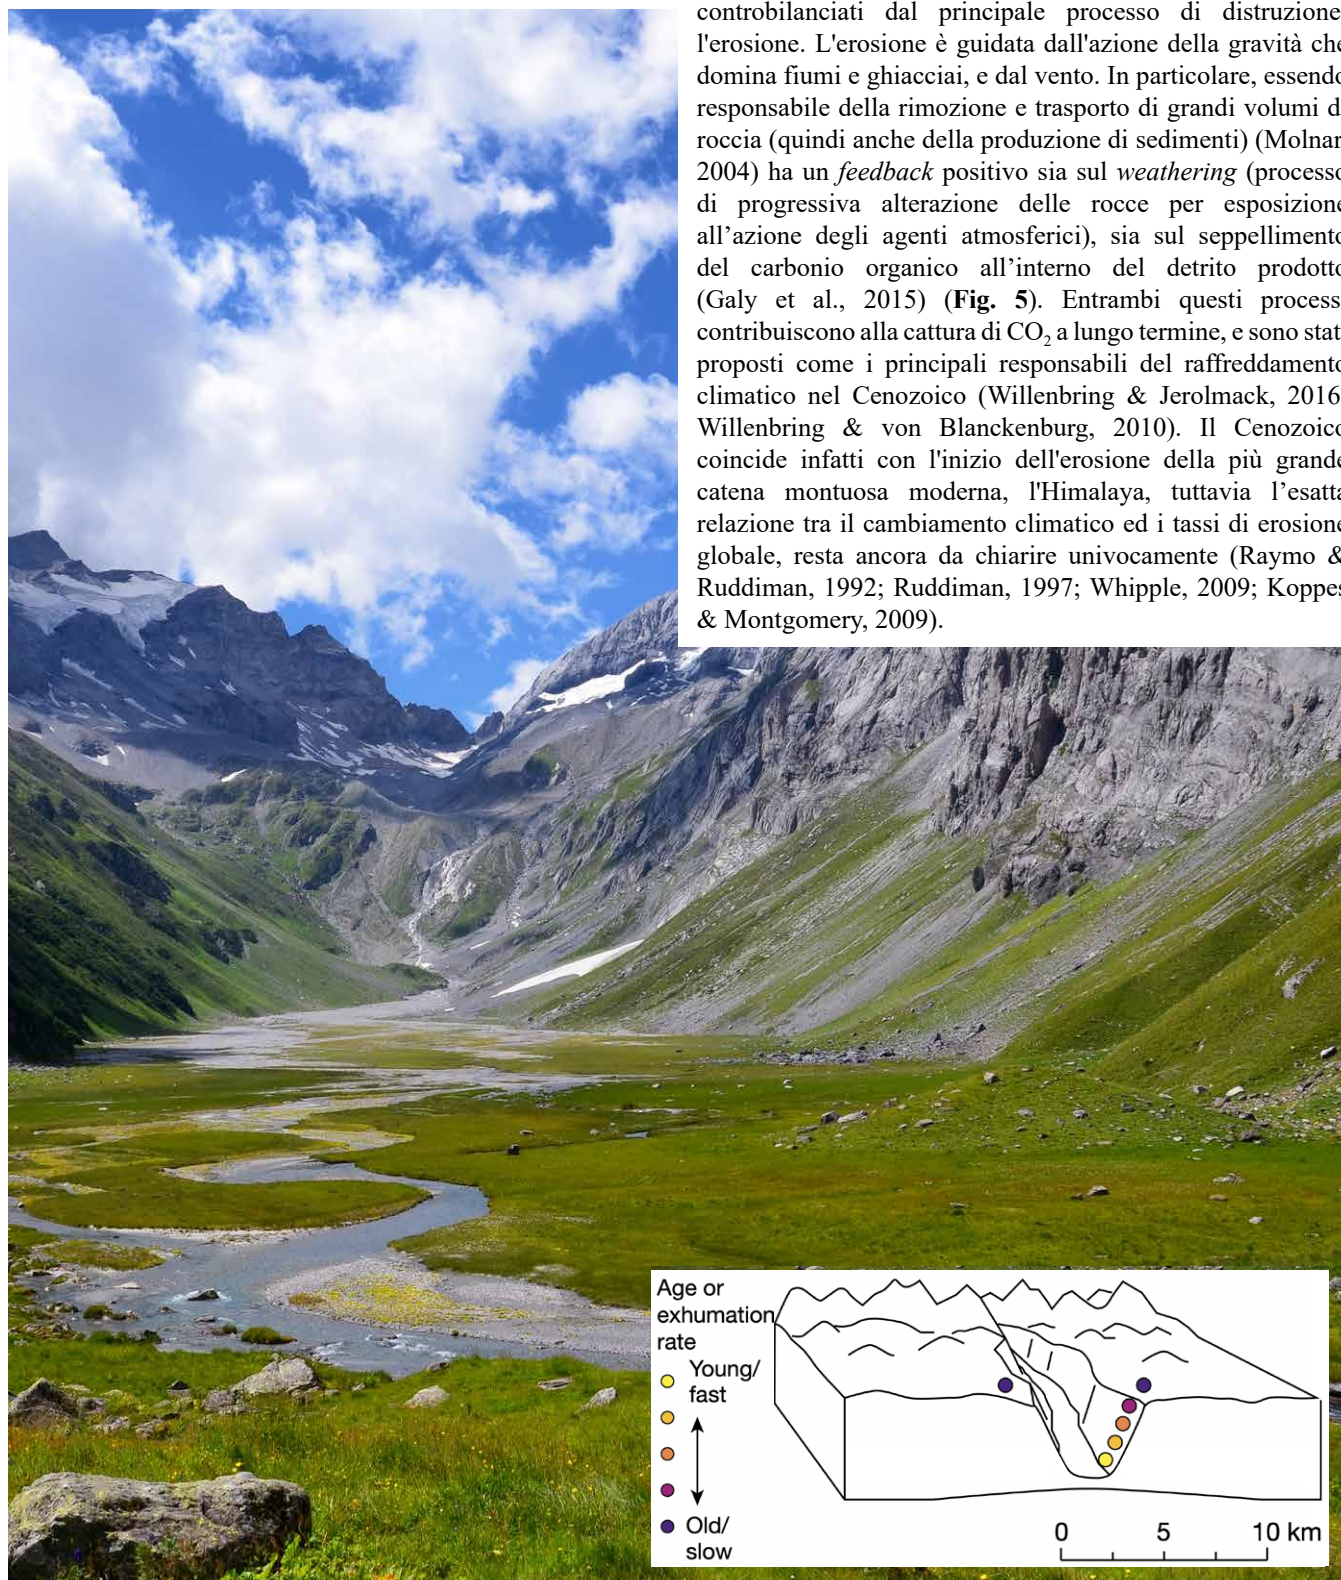 controbilanciati dal principale processo di distruzione
l'erosione. L'erosione è guidata dall'azione della gravità che
domina fiumi e ghiacciai, e dal vento. In particolare, essendo
responsabile della rimozione e trasporto di grandi volumi d
roccia (quindi anche della produzione di sedimenti) (Molnar
2004) ha un feedback positivo sia sul weathering (processo
di progressiva alterazione delle rocce per esposizione
all’azione degli agenti atmosferici), sia sul seppellimento
del carbonio organico all’interno del detrito prodotto
(Galy et al., 2015) (Fig. 5). Entrambi questi process
contribuiscono alla cattura di CO₂ a lungo termine, e sono stat
proposti come i principali responsabili del raffreddamento
climatico nel Cenozoico (Willenbring & Jerolmack, 2016
Willenbring & von Blanckenburg, 2010). Il Cenozoico
coincide infatti con l'inizio dell'erosione della più grande
catena montuosa moderna, l'Himalaya, tuttavia l’esatta
relazione tra il cambiamento climatico ed i tassi di erosione
globale, resta ancora da chiarire univocamente (Raymo &
Ruddiman, 1992; Ruddiman, 1997; Whipple, 2009; Koppes
& Montgomery, 2009).
Age or
exhumation
rate
Young/
fast
Old/
slow
0 5 10 km